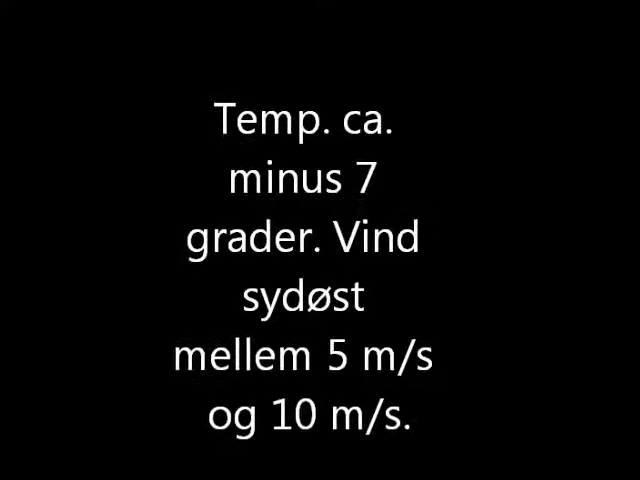 Temp. ca.
minus 7
grader. Vind
sydøst
mellem 5 m/s
og 10 m/s.